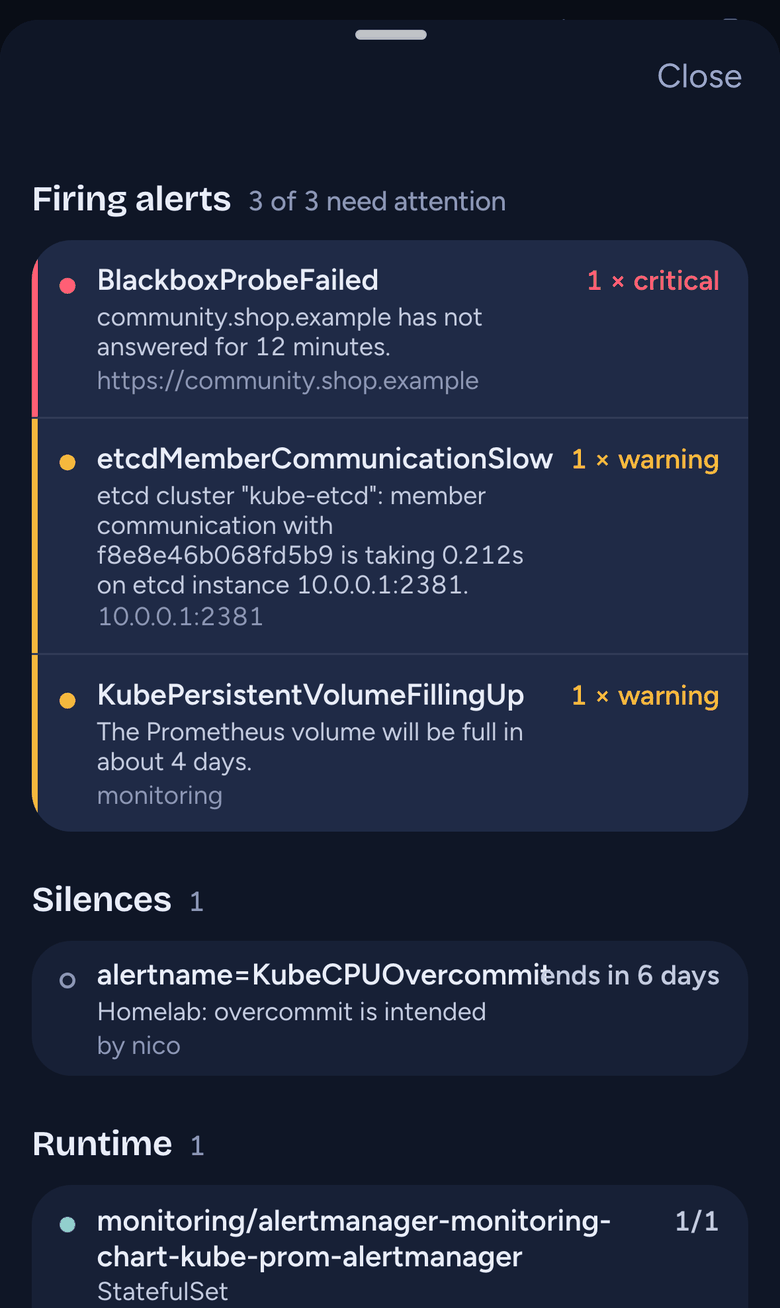 Close
Firing alerts 3 of 3 need attention
BlackboxProbeFailed 1 × critical
community.shop.example has not
answered for 12 minutes.
https://community.shop.example
etcdMemberCommunicationSlow 1 × warning
etcd cluster "kube-etcd": member
communication with
f8e8e46b068fd5b9 is taking 0.212s
on etcd instance 10.0.0.1:2381.
10.0.0.1:2381
KubePersistentVolumeFillingUp 1 × warning
The Prometheus volume will be full in
about 4 days.
monitoring
Silences 1
alertname=KubeCPUOvercommit ends in 6 days
Homelab: overcommit is intended
by nico
Runtime 1
monitoring/alertmanager-monitoring- 1/1
chart-kube-prom-alertmanager
StatefulSet